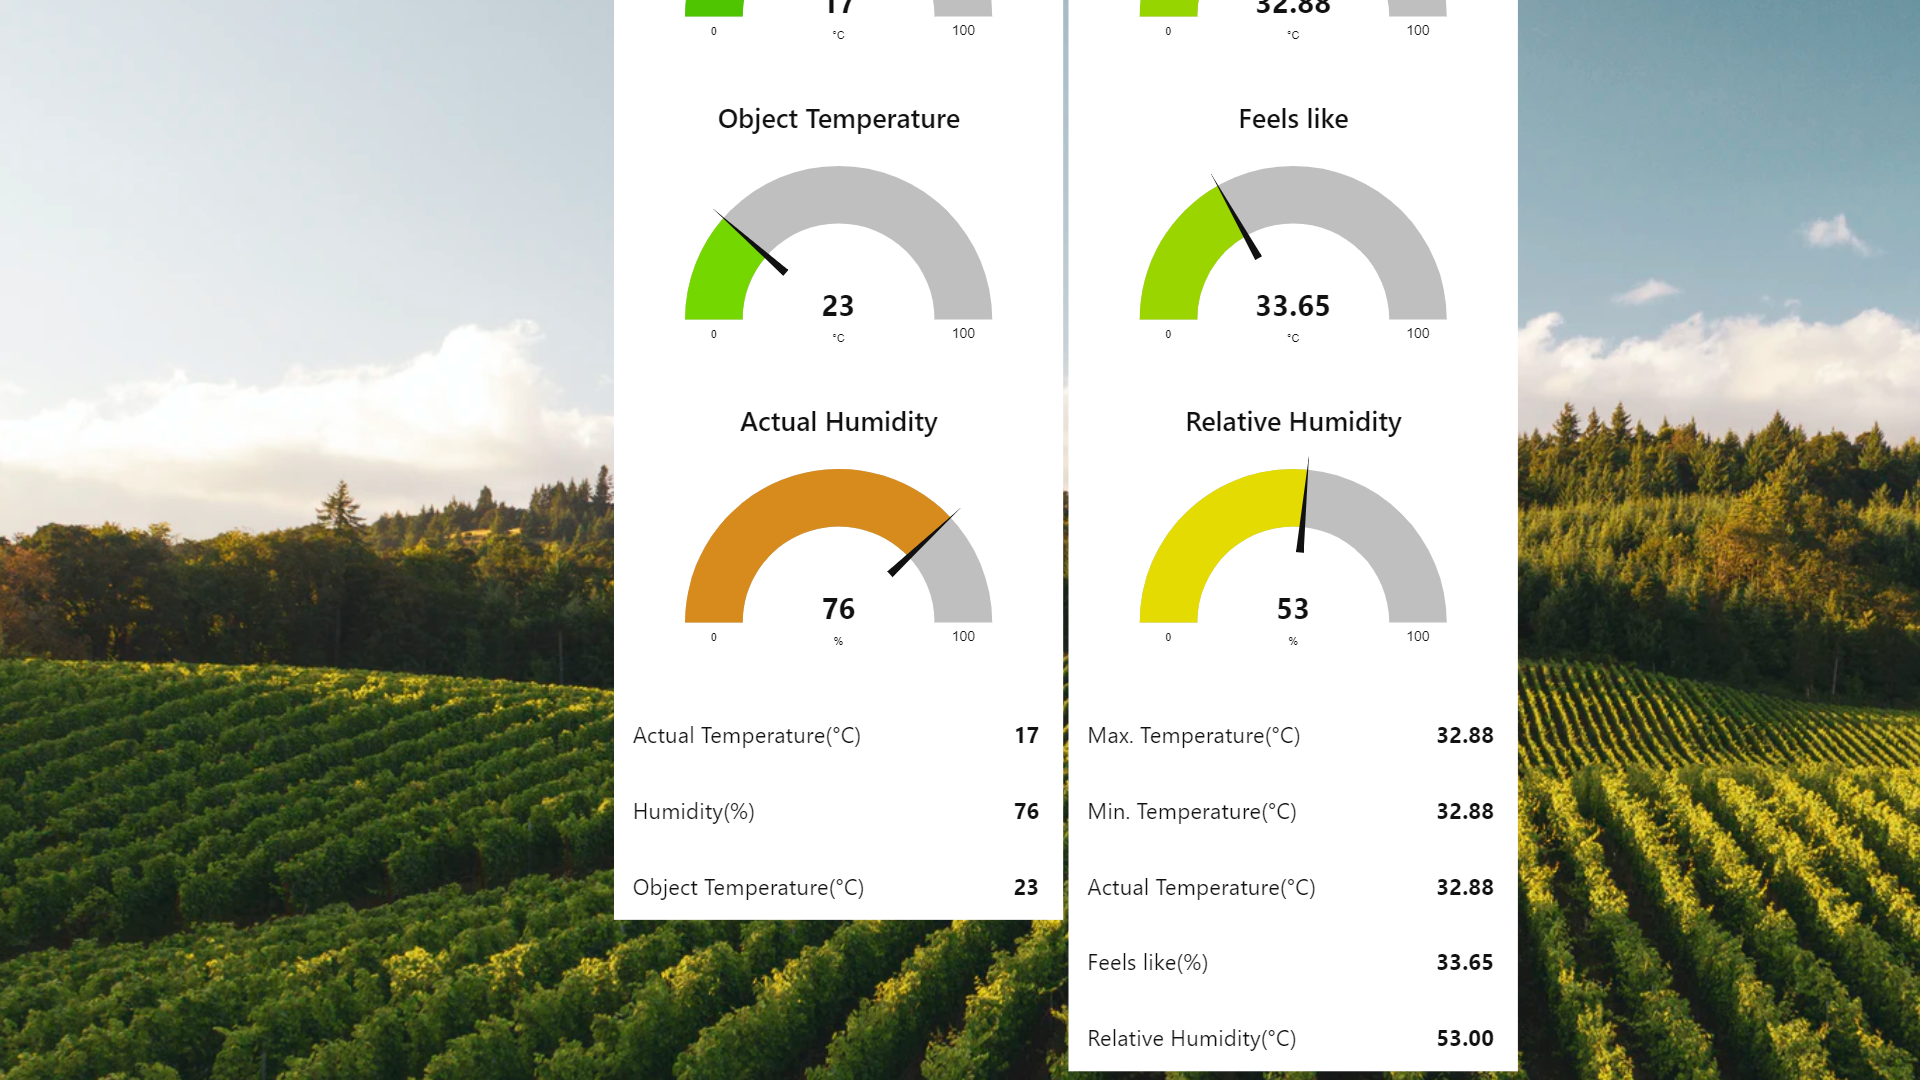 17
0
°C
100
Object Temperature
23
0
°C
100
Actual Humidity
76
0
%
100
Actual Temperature(°C) 17
Humidity(%) 76
Object Temperature(°C) 23
32.88
0
°C
100
Feels like
33.65
0
°C
100
Relative Humidity
53
0
%
100
Max. Temperature(°C) 32.88
Min. Temperature(°C) 32.88
Actual Temperature(°C) 32.88
Feels like(%) 33.65
Relative Humidity(°C) 53.00